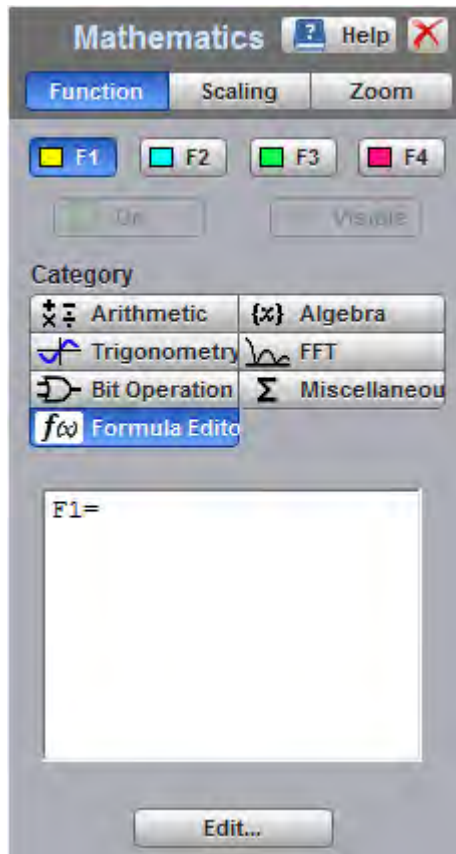 Mathematics ? Help
Function Scaling Zoom
F1 F2 F3 F4
On Visible
Category
Arithmetic {x} Algebra
Trigonometry FFT
Bit Operation Σ Miscellaneou
f(ω) Formula Edito
F1=
Edit...